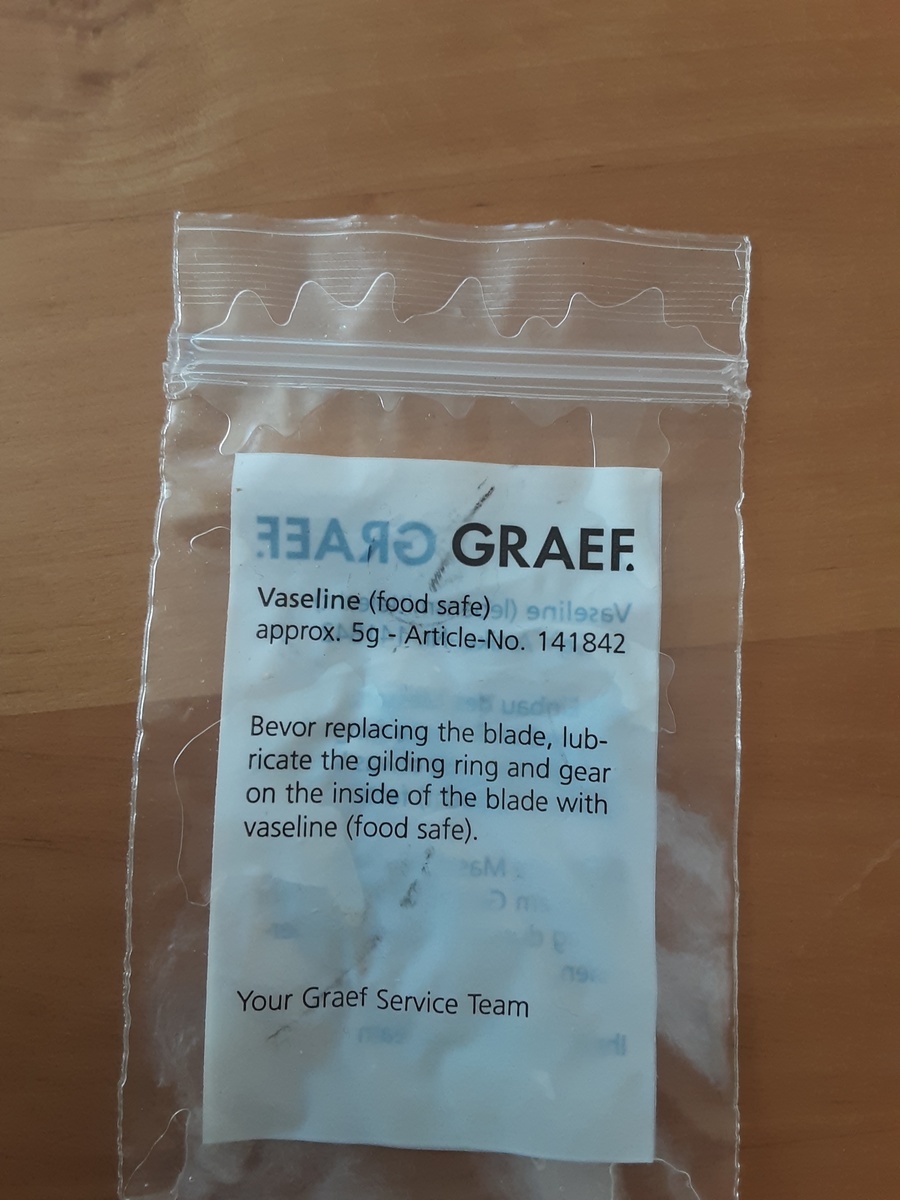 GRAEF.
Vaseline (food safe)
approx. 5g - Article-No. 141842
Bevor replacing the blade, lub-
ricate the gilding ring and gear
on the inside of the blade with
vaseline (food safe).
Your Graef Service Team